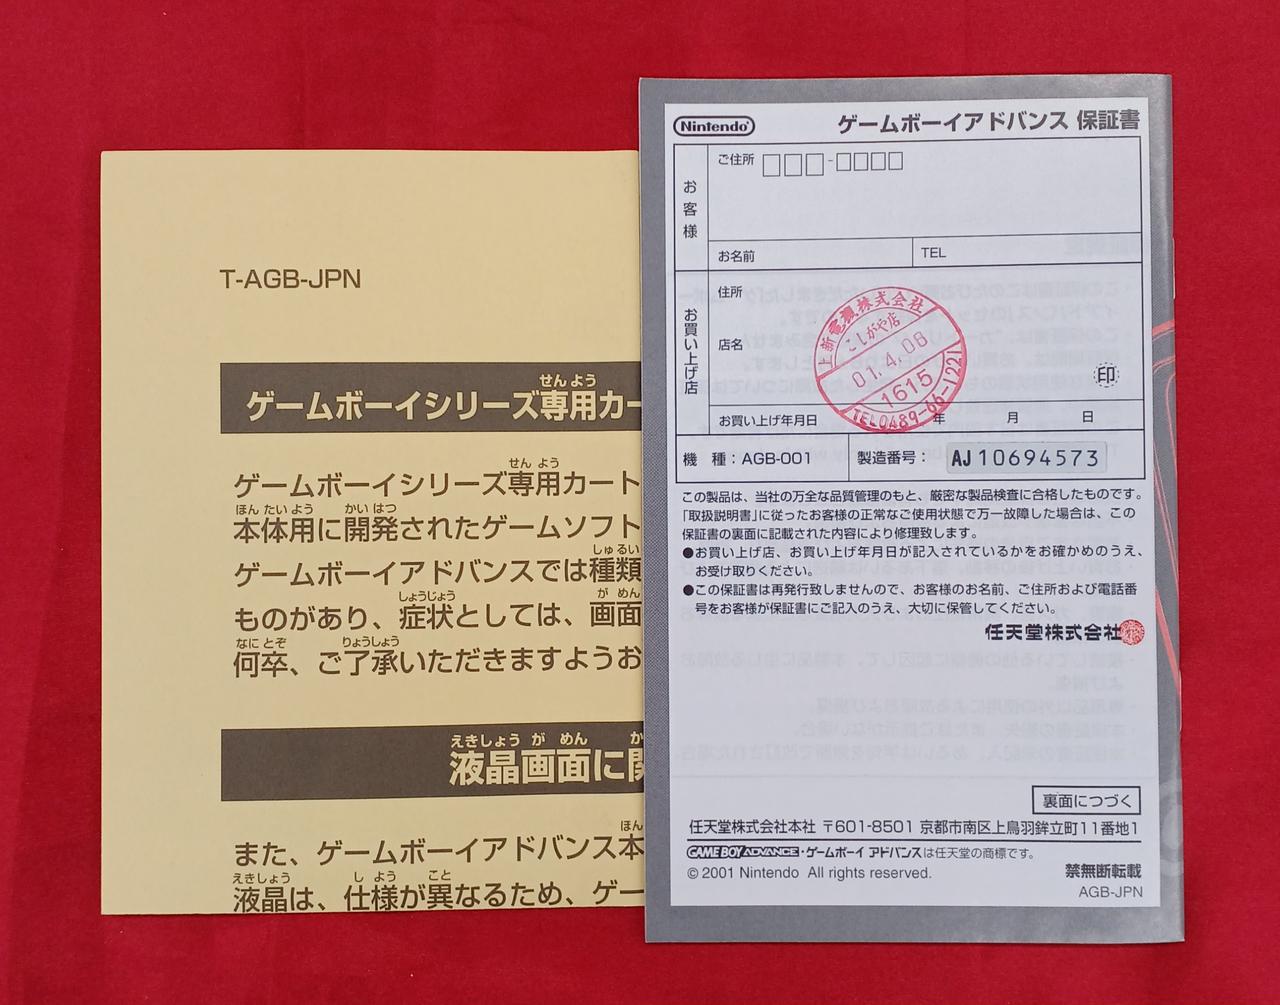 T-AGB-JPN
ゲームボーイシリーズ専用カー
せんよう
ゲームボーイシリーズ専用カート
せん よう
本体用に開発されたゲームソフト
ほん たい よう かい はつ
ゲームボーイアドバンスでは種類
しゅるい
ものがあり、症状としては、画面
しょうじょう が めん
何卒、ご了承いただきますようお
なに とぞ りょうしょう
液晶画面に
えきしょう が めん
また、ゲームボーイアドバンス本
ほん
液晶は、仕様が異なるため、ゲー
えきしょう し よう こと
Nintendo ゲームボーイアドバンス 保証書
お客様
ご住所
お名前 TEL
お買い上げ店
住所
店名
印
お買い上げ年月日 年 月 日
上新電機株式会社
こしがや店
01.4.08
1615
TEL0489-66-1221
機 種：AGB-001 製造番号： AJ10694573
この製品は、当社の万全な品質管理のもと、厳密な製品検査に合格したものです。
「取扱説明書」に従ったお客様の正常なご使用状態で万一故障した場合は、この
保証書の裏面に記載された内容により修理致します。
●お買い上げ店、お買い上げ年月日が記入されているかをお確かめのうえ、
お受け取りください。
●この保証書は再発行致しませんので、お客様のお名前、ご住所および電話番
号をお客様が保証書にご記入のうえ、大切に保管してください。
任天堂株式会社
裏面につづく
任天堂株式会社本社 〒601-8501 京都市南区上鳥羽鉾立町11番地1
GAME BOY ADVANCE・ゲームボーイ アドバンスは任天堂の商標です。
© 2001 Nintendo All rights reserved.
禁無断転載
AGB-JPN